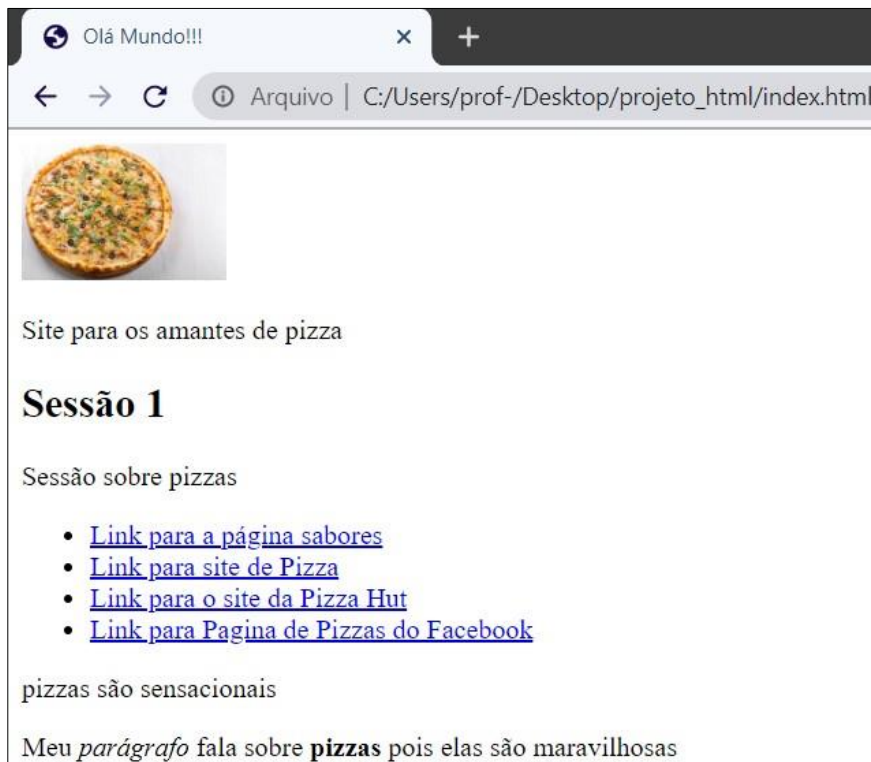 Olá Mundo!!!
Arquivo | C:/Users/prof-/Desktop/projeto_html/index.html
Site para os amantes de pizza
Sessão 1
Sessão sobre pizzas
Link para a página sabores
Link para site de Pizza
Link para o site da Pizza Hut
Link para Pagina de Pizzas do Facebook
pizzas são sensacionais
Meu parágrafo fala sobre pizzas pois elas são maravilhosas